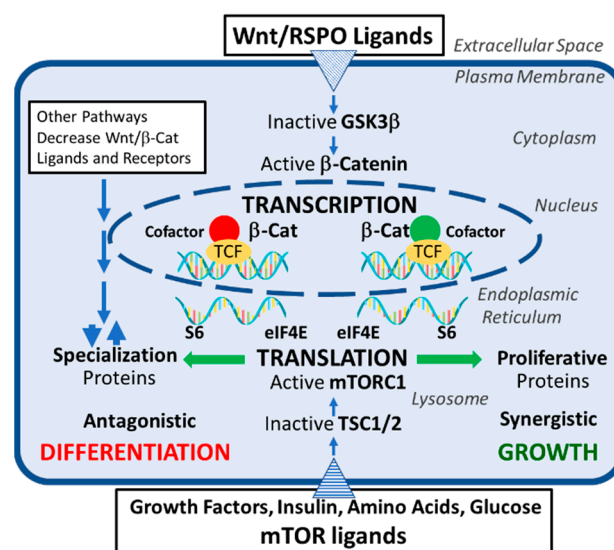 Wnt/RSPO Ligands
Extracellular Space
Plasma Membrane
Other Pathways
Decrease Wnt/β-Cat
Ligands and Receptors
Inactive GSK3β
Cytoplasm
Active β-Catenin
TRANSCRIPTION
Nucleus
Cofactor β-Cat
TCF
β-Cat Cofactor
TCF
Endoplasmic
Reticulum
S6 eIF4E eIF4E S6
Specialization
Proteins
TRANSLATION
Active mTORC1
Proliferative
Proteins
Lysosome
Antagonistic
Inactive TSC1/2
Synergistic
DIFFERENTIATION
GROWTH
Growth Factors, Insulin, Amino Acids, Glucose
mTOR ligands